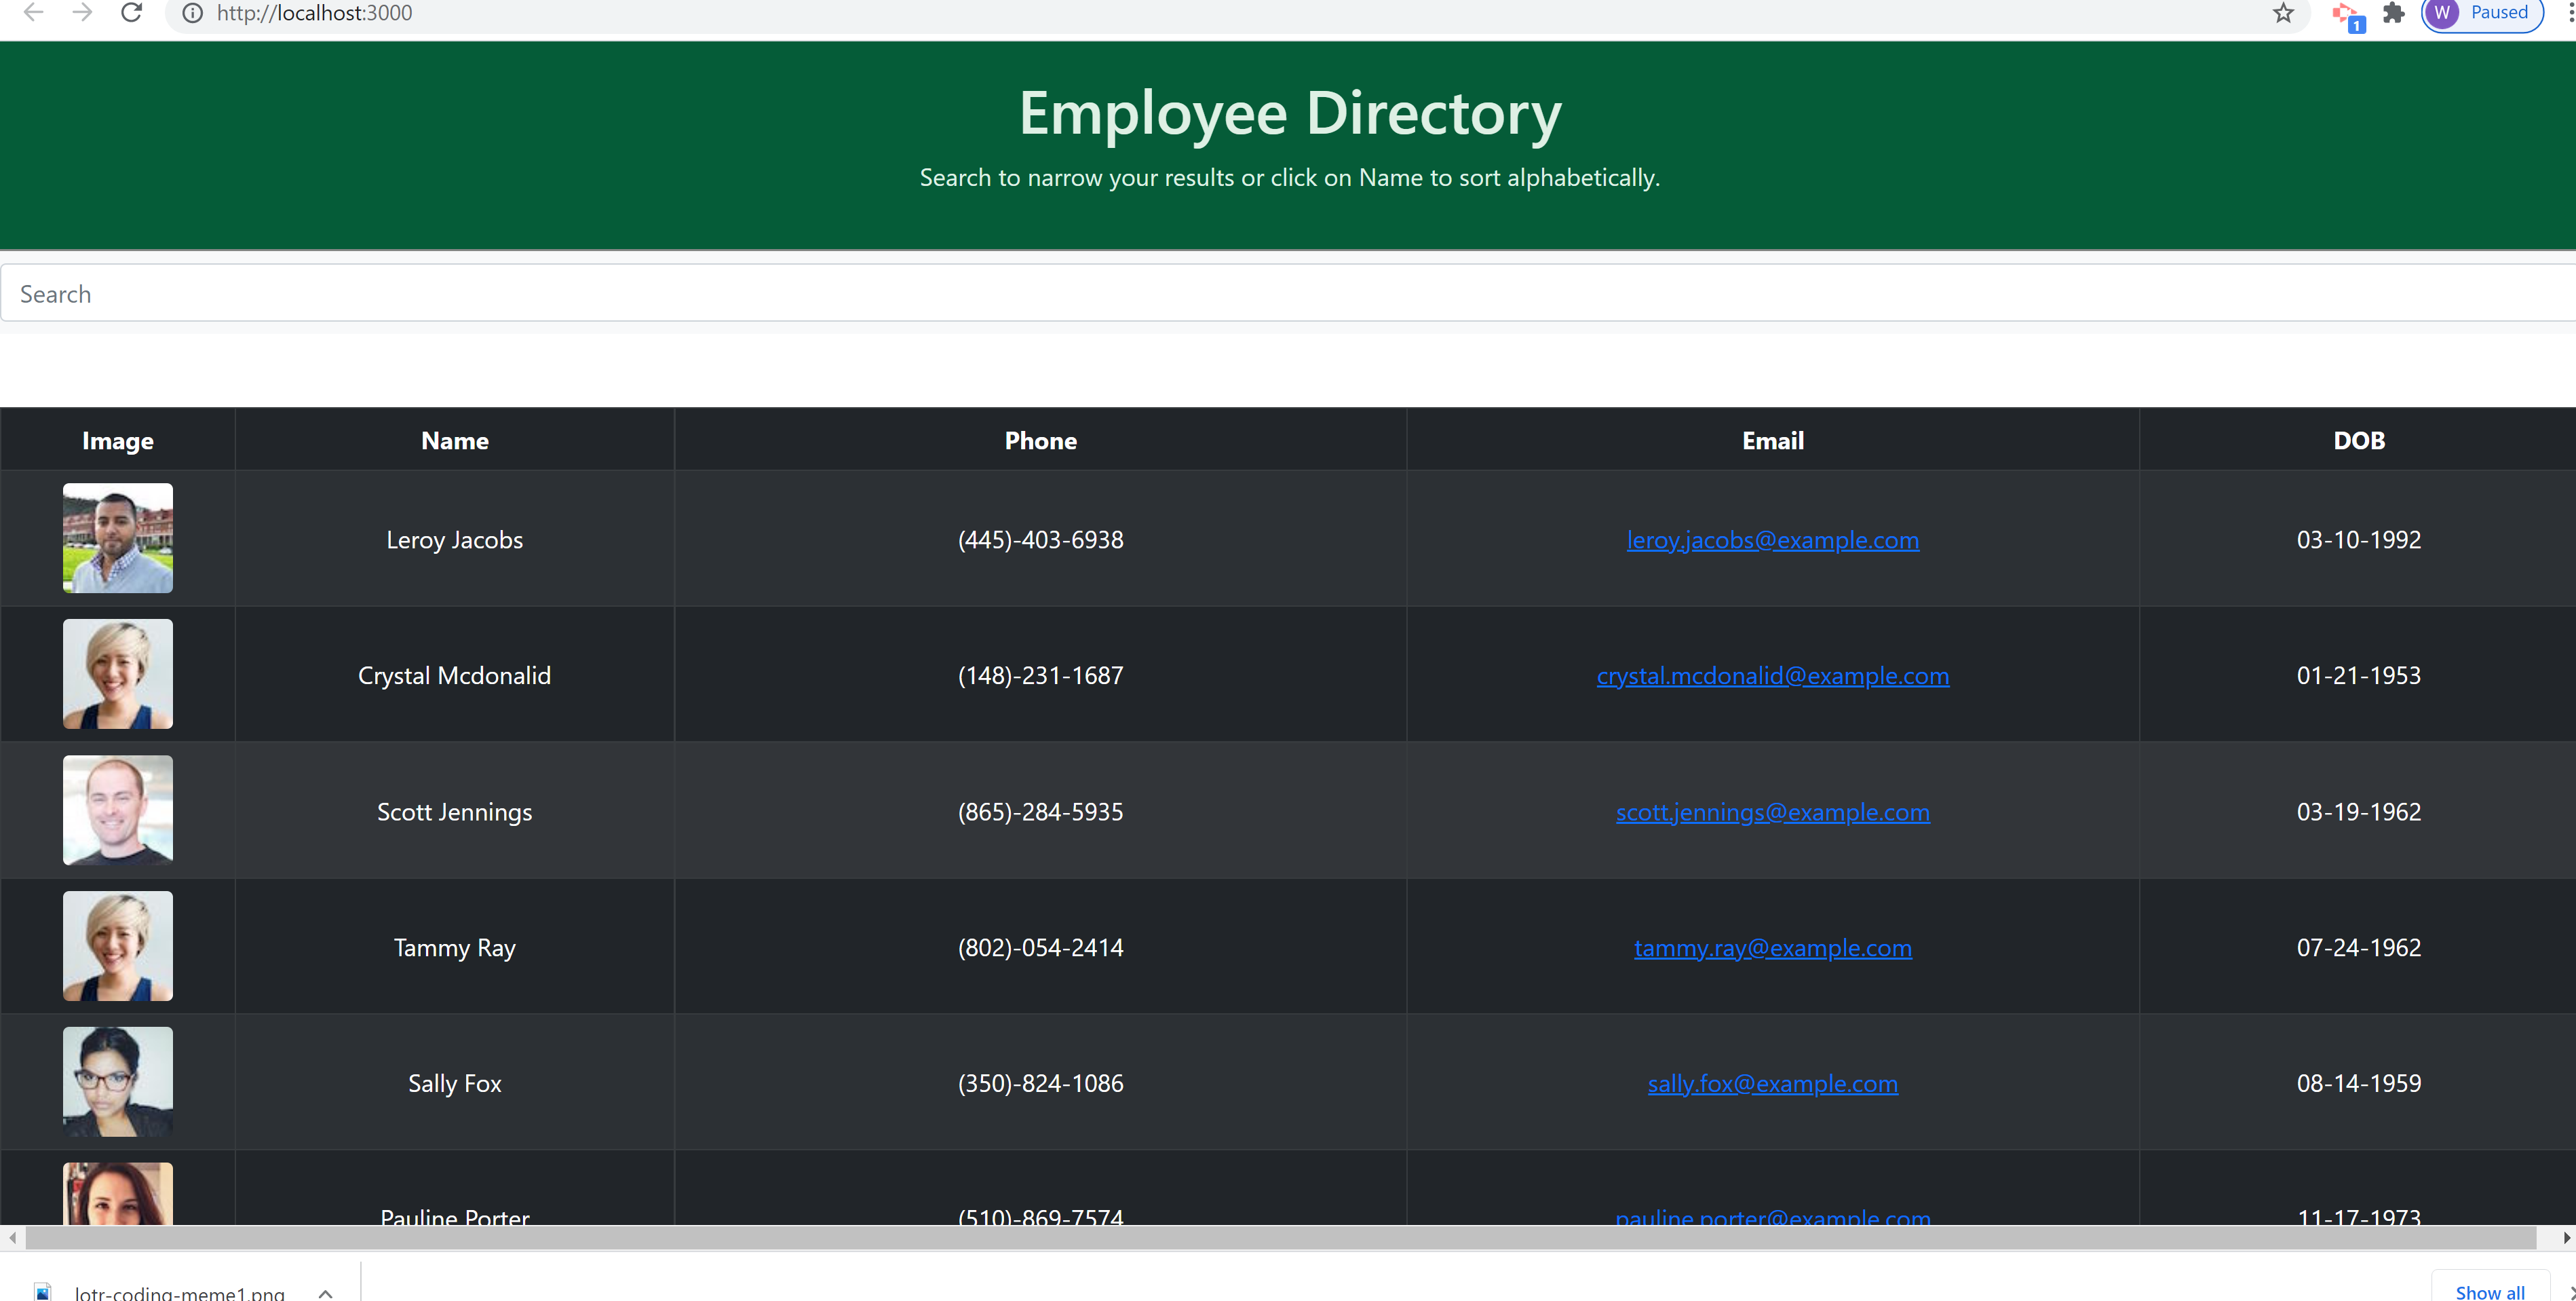 http://localhost:3000
1
W
Paused
Employee Directory
Search to narrow your results or click on Name to sort alphabetically.
Search
Image Name Phone Email DOB
Leroy Jacobs (445)-403-6938 leroy.jacobs@example.com 03-10-1992
Crystal Mcdonalid (148)-231-1687 crystal.mcdonalid@example.com 01-21-1953
Scott Jennings (865)-284-5935 scott.jennings@example.com 03-19-1962
Tammy Ray (802)-054-2414 tammy.ray@example.com 07-24-1962
Sally Fox (350)-824-1086 sally.fox@example.com 08-14-1959
Pauline Porter (510)-869-7574 pauline.porter@example.com 11-17-1973
lotr-coding-meme1.png Show all